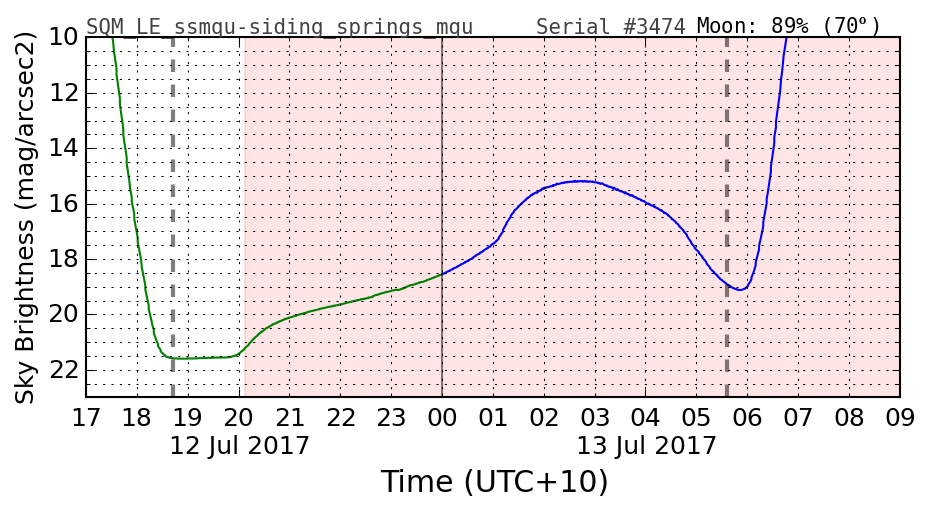 SQM_LE_ssmqu-siding_springs_mqu Serial #3474 Moon: 89% (70°)
Sky Brightness (mag/arcsec2)
10
12
14
16
18
20
22
17 18 19 20 21 22 23 00 01 02 03 04 05 06 07 08 09
12 Jul 2017 13 Jul 2017
Time (UTC+10)